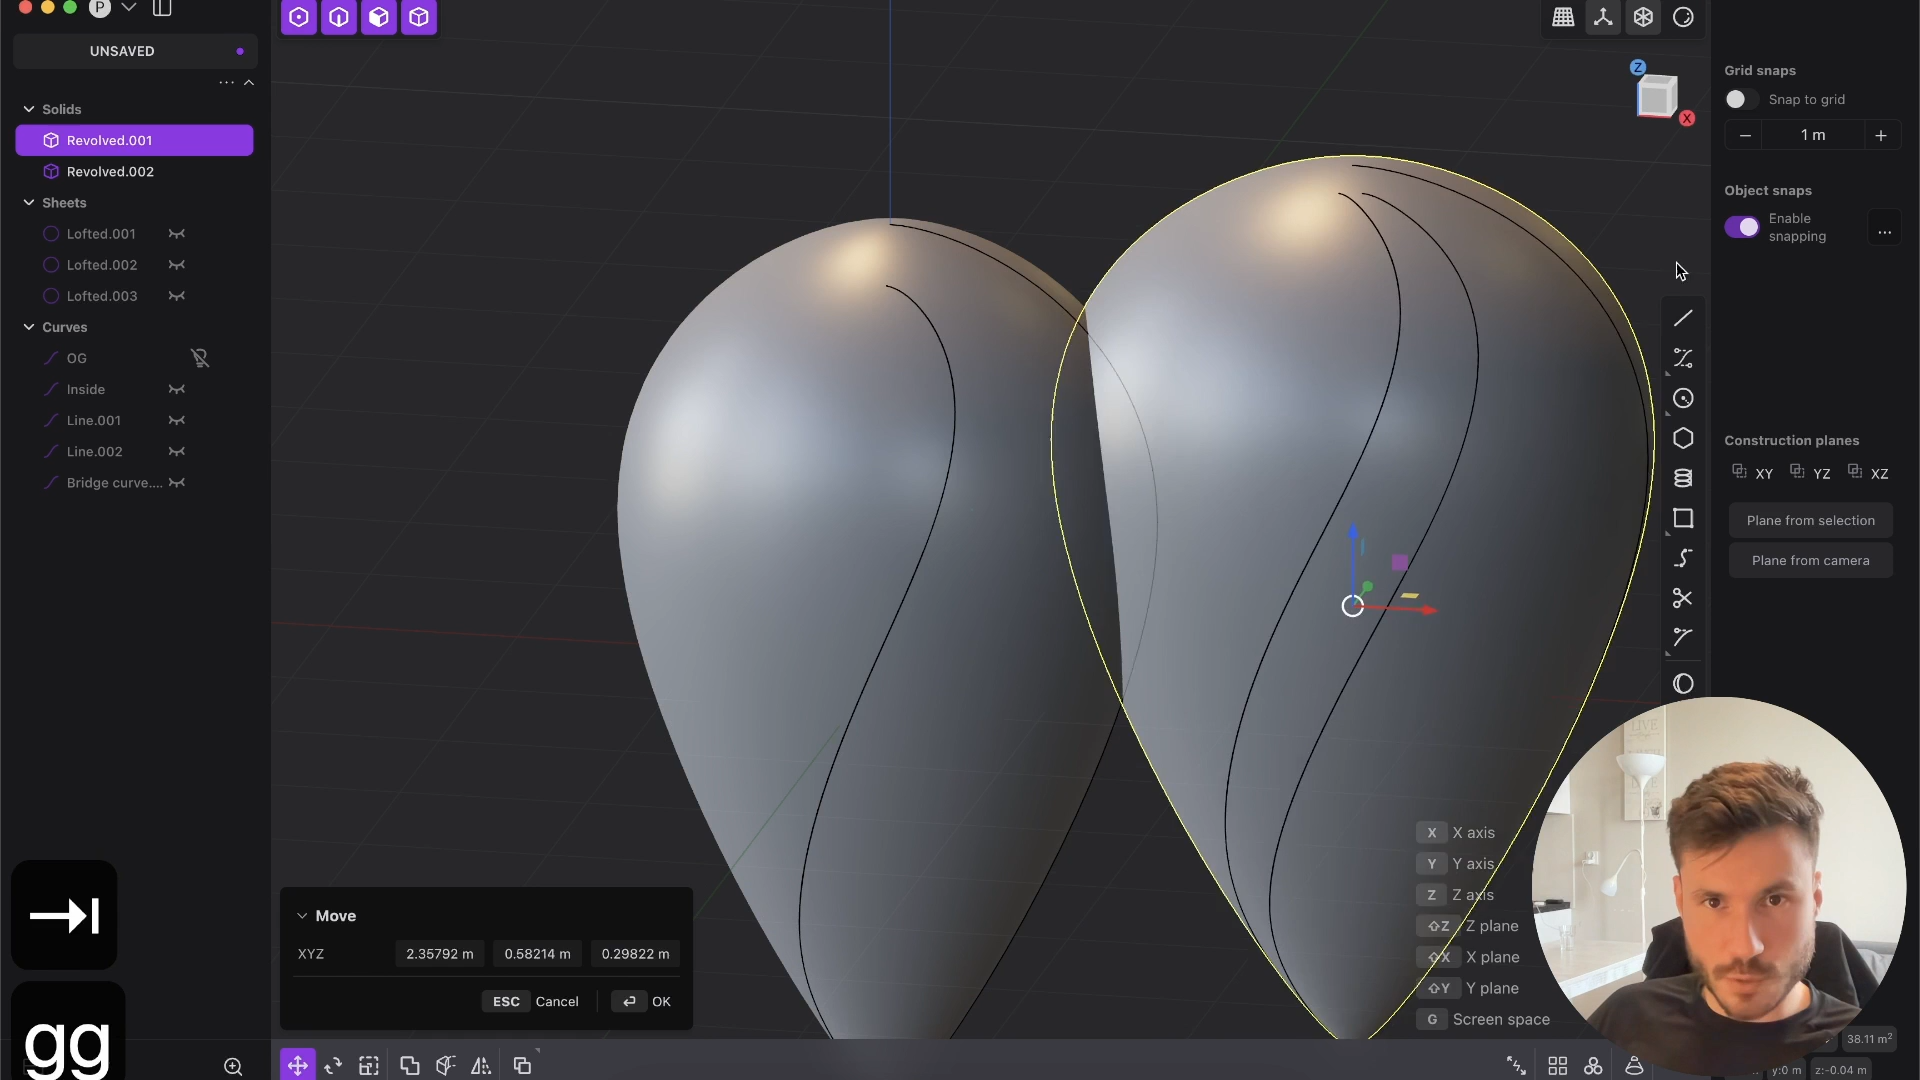 P
UNSAVED
Solids
Revolved.001
Revolved.002
Sheets
Lofted.001
Lofted.002
Lofted.003
Curves
OG
Inside
Line.001
Line.002
Bridge curve....
gg
Move
XYZ
2.35792 m
0.58214 m
0.29822 m
ESC Cancel
OK
X X axis
Y Y axis
Z Z axis
Z Z plane
X X plane
Y Y plane
G Screen space
Z
X
Grid snaps
Snap to grid
1 m
Object snaps
Enable
snapping
...
Construction planes
XY YZ XZ
Plane from selection
Plane from camera
38.11 m²
y:0 m
z:-0.04 m